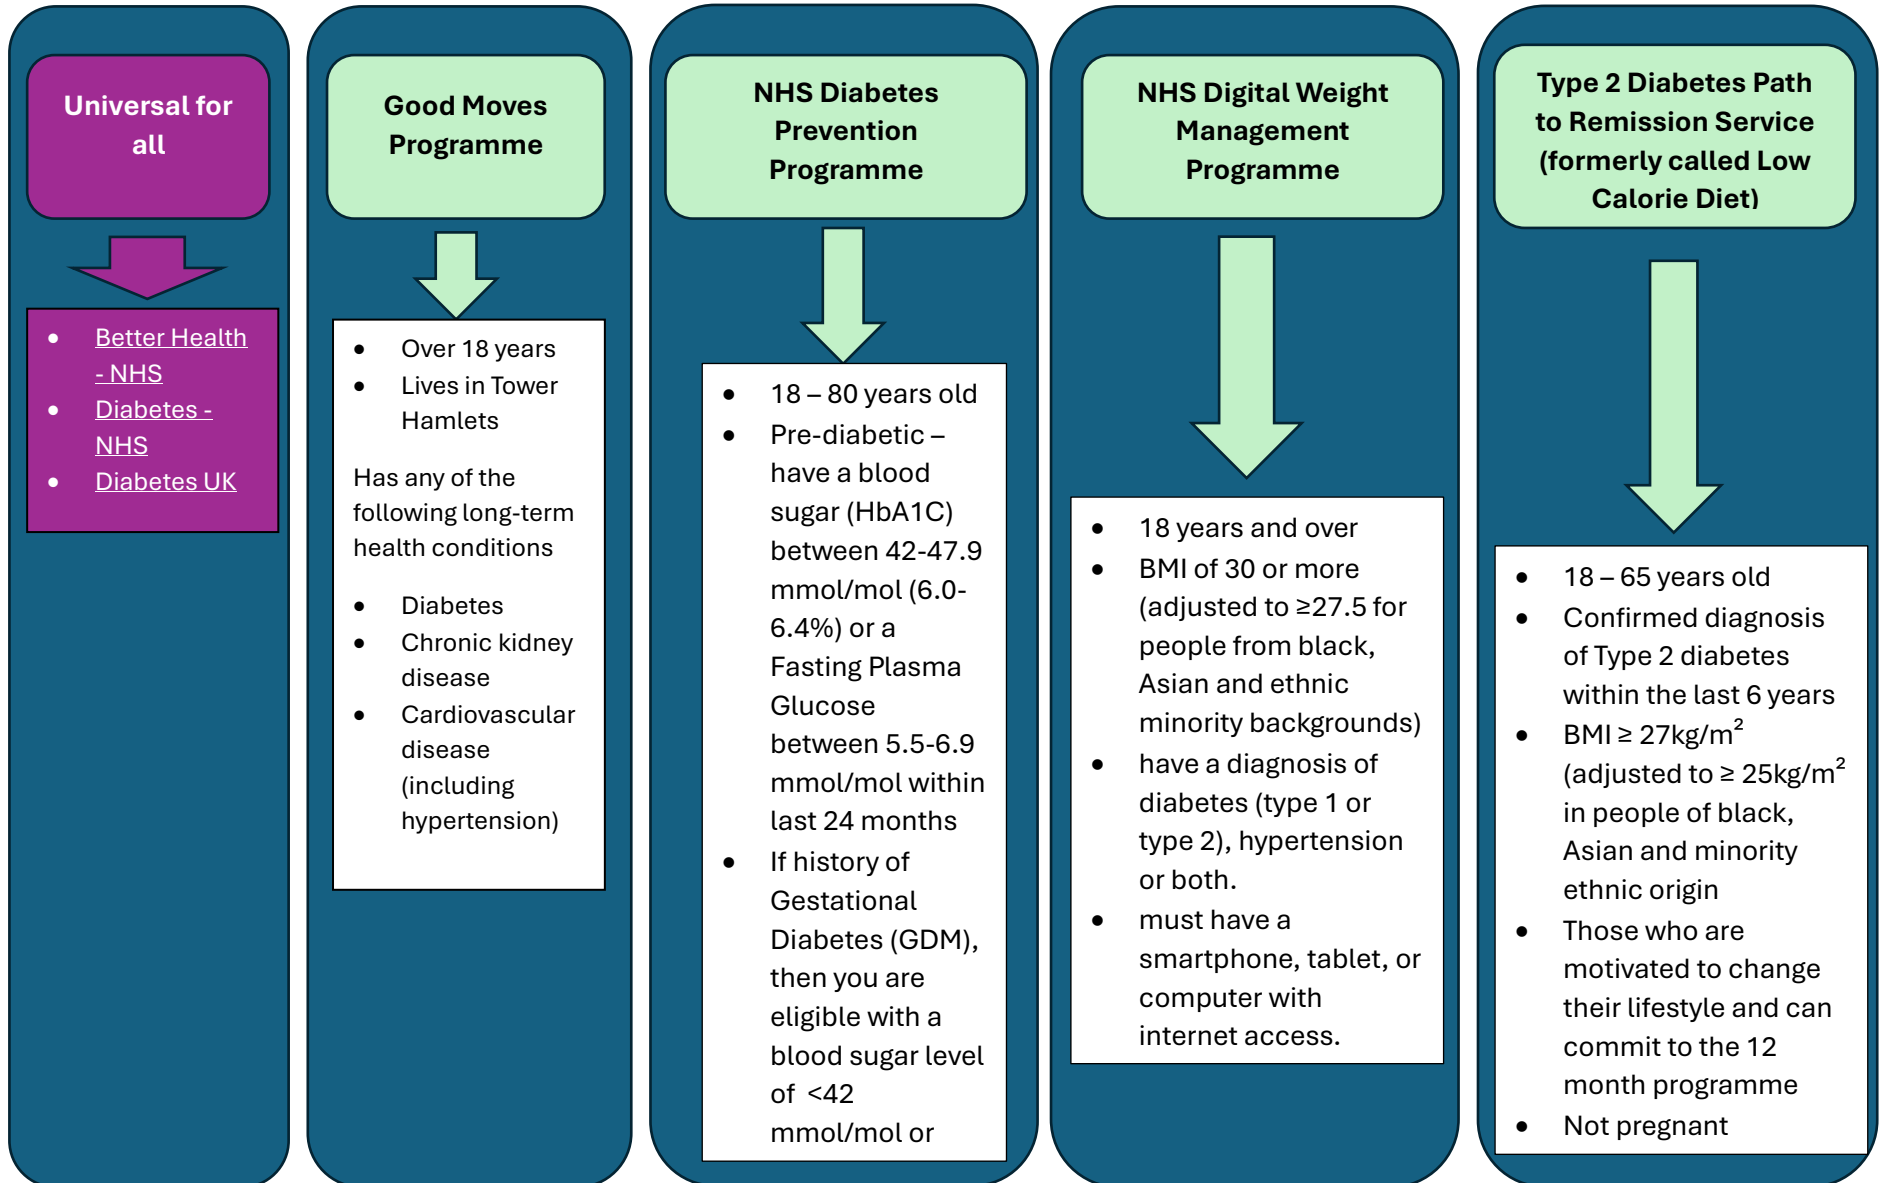 Universal for
all
• Better Health
- NHS
• Diabetes -
NHS
• Diabetes UK
Good Moves
Programme
• Over 18 years
• Lives in Tower
Hamlets
Has any of the
following long-term
health conditions
• Diabetes
• Chronic kidney
disease
• Cardiovascular
disease
(including
hypertension)
NHS Diabetes
Prevention
Programme
• 18 – 80 years old
• Pre-diabetic –
have a blood
sugar (HbA1C)
between 42-47.9
mmol/mol (6.0-
6.4%) or a
Fasting Plasma
Glucose
between 5.5-6.9
mmol/mol within
last 24 months
• If history of
Gestational
Diabetes (GDM),
then you are
eligible with a
blood sugar level
of <42
mmol/mol or
NHS Digital Weight
Management
Programme
• 18 years and over
• BMI of 30 or more
(adjusted to ≥27.5 for
people from black,
Asian and ethnic
minority backgrounds)
• have a diagnosis of
diabetes (type 1 or
type 2), hypertension
or both.
• must have a
smartphone, tablet, or
computer with
internet access.
Type 2 Diabetes Path
to Remission Service
(formerly called Low
Calorie Diet)
• 18 – 65 years old
• Confirmed diagnosis
of Type 2 diabetes
within the last 6 years
• BMI ≥ 27kg/m²
(adjusted to ≥ 25kg/m²
in people of black,
Asian and minority
ethnic origin
• Those who are
motivated to change
their lifestyle and can
commit to the 12
month programme
• Not pregnant